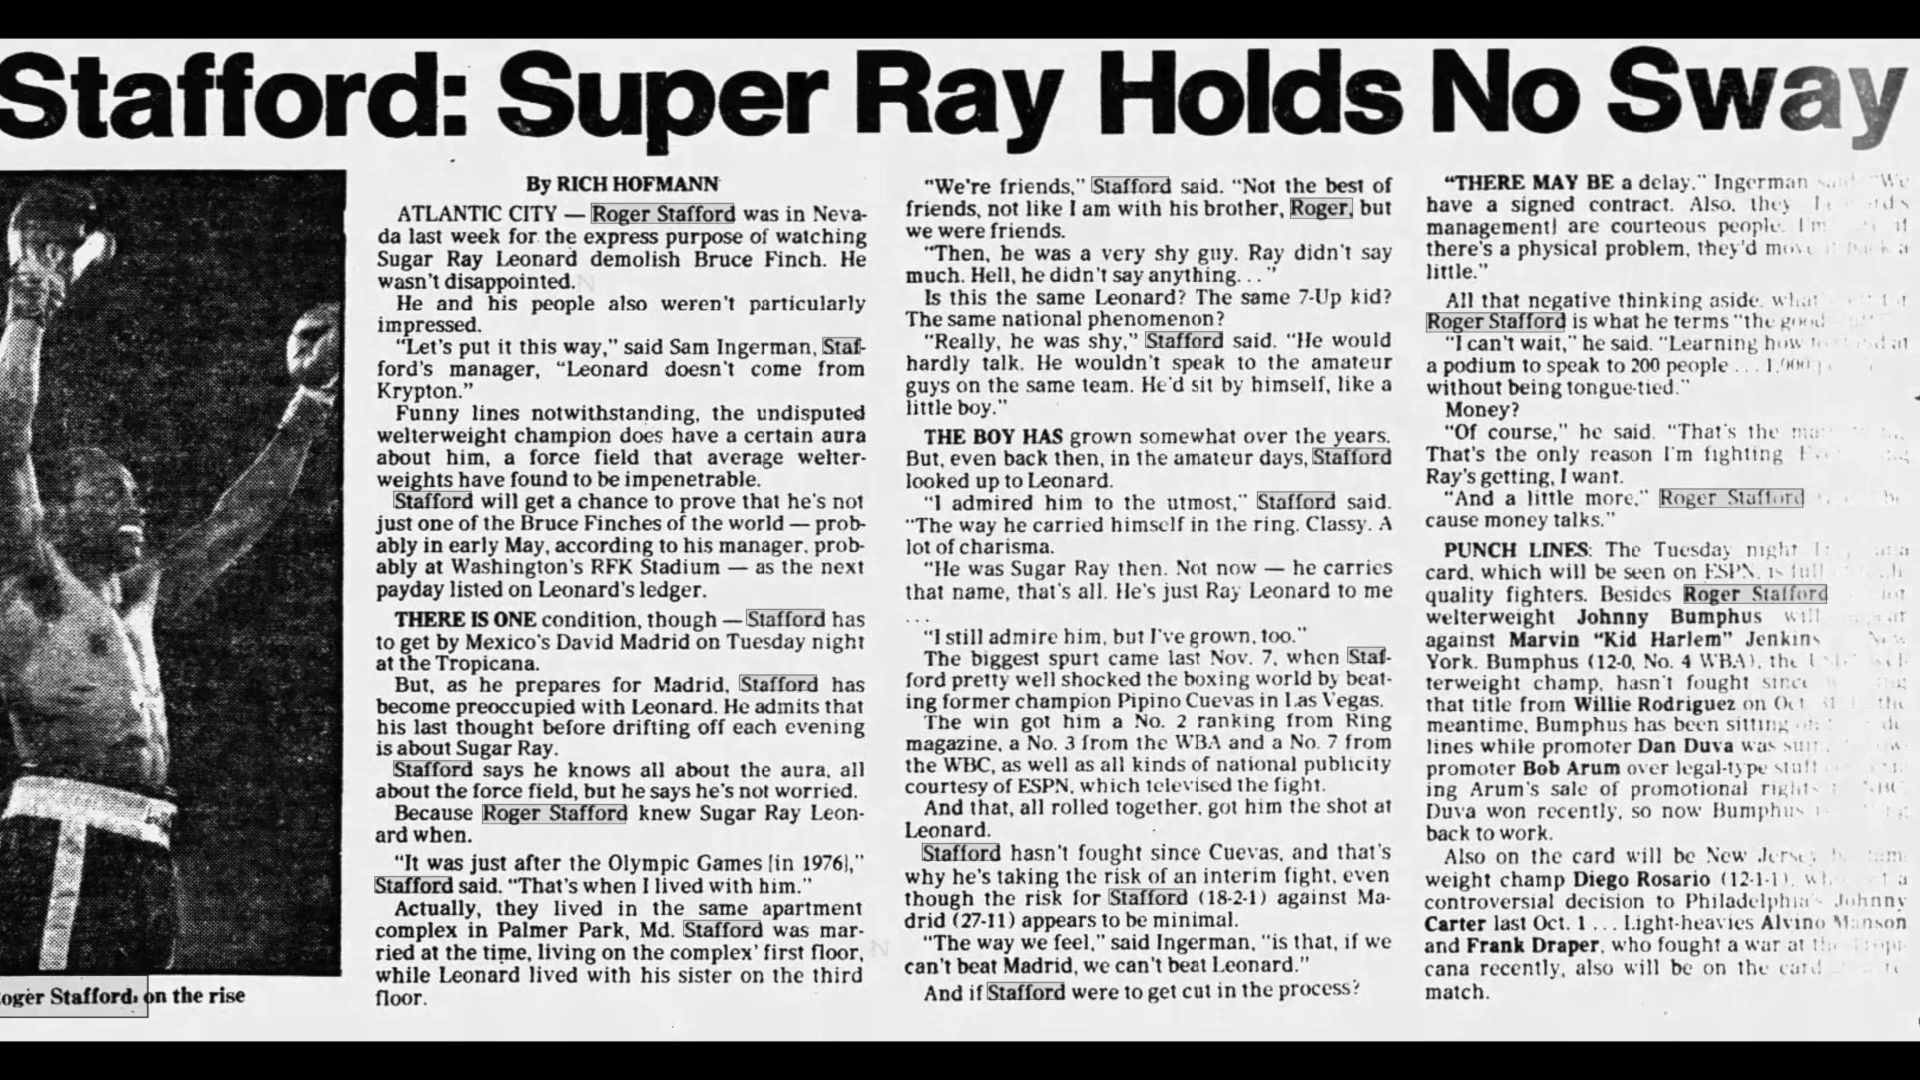 Stafford: Super Ray Holds No Sway
oger Stafford, on the rise
By RICH HOFMANN
ATLANTIC CITY — Roger Stafford was in Neva-
da last week for the express purpose of watching
Sugar Ray Leonard demolish Bruce Finch. He
wasn't disappointed.
He and his people also weren't particularly
impressed.
"Let's put it this way," said Sam Ingerman, Staf-
ford's manager, "Leonard doesn't come from
Krypton."
Funny lines notwithstanding, the undisputed
welterweight champion does have a certain aura
about him, a force field that average welter-
weights have found to be impenetrable.
Stafford will get a chance to prove that he's not
just one of the Bruce Finches of the world — prob-
ably in early May, according to his manager, prob-
ably at Washington's RFK Stadium — as the next
payday listed on Leonard's ledger.
THERE IS ONE condition, though — Stafford has
to get by Mexico's David Madrid on Tuesday night
at the Tropicana.
But, as he prepares for Madrid, Stafford has
become preoccupied with Leonard. He admits that
his last thought before drifting off each evening
is about Sugar Ray.
Stafford says he knows all about the aura, all
about the force field, but he says he's not worried.
Because Roger Stafford knew Sugar Ray Leon-
ard when.
"It was just after the Olympic Games [in 1976],"
Stafford said. "That's when I lived with him."
Actually, they lived in the same apartment
complex in Palmer Park, Md. Stafford was mar-
ried at the time, living on the complex' first floor,
while Leonard lived with his sister on the third
floor.
"We're friends," Stafford said. "Not the best of
friends, not like I am with his brother, Roger, but
we were friends.
"Then, he was a very shy guy. Ray didn't say
much. Hell, he didn't say anything. . ."
Is this the same Leonard? The same 7-Up kid?
The same national phenomenon?
"Really, he was shy," Stafford said. "He would
hardly talk. He wouldn't speak to the amateur
guys on the same team. He'd sit by himself, like a
little boy."
THE BOY HAS grown somewhat over the years.
But, even back then, in the amateur days, Stafford
looked up to Leonard.
"I admired him to the utmost," Stafford said.
"The way he carried himself in the ring. Classy. A
lot of charisma.
"He was Sugar Ray then. Not now — he carries
that name, that's all. He's just Ray Leonard to me
. . .
"I still admire him, but I've grown, too."
The biggest spurt came last Nov. 7, when Staf-
ford pretty well shocked the boxing world by beat-
ing former champion Pipino Cuevas in Las Vegas.
The win got him a No. 2 ranking from Ring
magazine, a No. 3 from the WBA and a No. 7 from
the WBC, as well as all kinds of national publicity
courtesy of ESPN, which televised the fight.
And that, all rolled together, got him the shot at
Leonard.
Stafford hasn't fought since Cuevas, and that's
why he's taking the risk of an interim fight, even
though the risk for Stafford (18-2-1) against Ma-
drid (27-11) appears to be minimal.
"The way we feel," said Ingerman, "is that, if we
can't beat Madrid, we can't beat Leonard."
And if Stafford were to get cut in the process?
"THERE MAY BE a delay." Ingerman said. "We
have a signed contract. Also, they
management] are courteous people.
there's a physical problem, they'd move it back a
little."
All that negative thinking aside, what
Roger Stafford is what he terms "the good
"I can't wait," he said. "Learning how to stand at
a podium to speak to 200 people . . . 1,000
without being tongue-tied."
Money?
"Of course," he said. "That's the
That's the only reason I'm fighting
Ray's getting, I want.
"And a little more," Roger Stafford
cause money talks."
PUNCH LINES: The Tuesday night
card, which will be seen on ESPN, is full
quality fighters. Besides Roger Stafford
welterweight Johnny Bumphus will
against Marvin "Kid Harlem" Jenkins New
York. Bumphus (12-0, No. 4 WBA), the
terweight champ, hasn't fought since
that title from Willie Rodriguez on Oct the
meantime, Bumphus has been sitting
lines while promoter Dan Duva was
promoter Bob Arum over legal-type stuff
ing Arum's sale of promotional rights
Duva won recently, so now Bumphus
back to work.
Also on the card will be New Jersey
weight champ Diego Rosario (12-1-1),
controversial decision to Philadelphia's Johnny
Carter last Oct. 1 . . . Light-heavies Alvino Manson
and Frank Draper, who fought a war at the Tropi-
cana recently, also will be on the card
match.